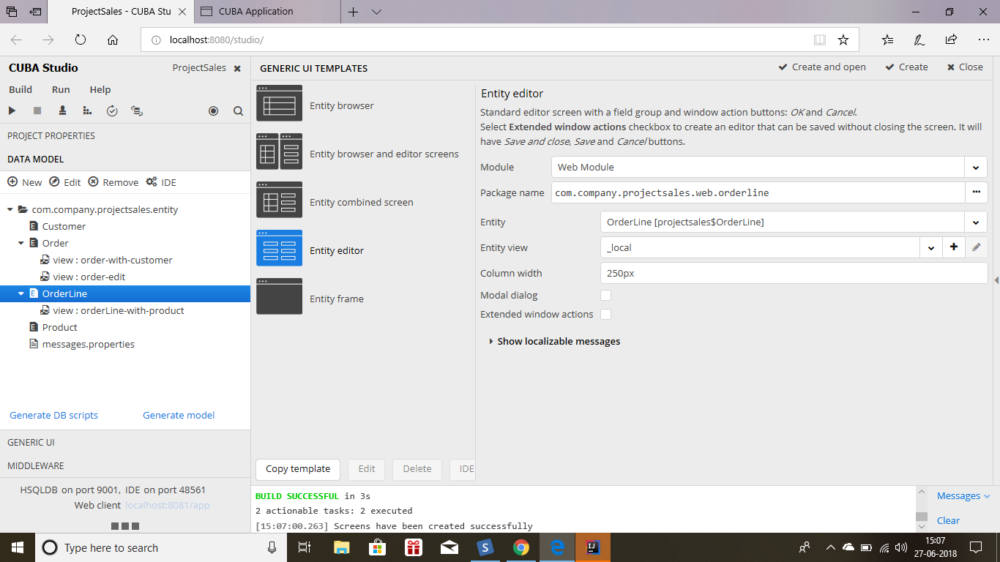 ProjectSales - CUBA Stu
CUBA Application
localhost:8080/studio/
CUBA Studio
ProjectSales
Build Run Help
PROJECT PROPERTIES
DATA MODEL
New Edit Remove IDE
com.company.projectsales.entity
E Customer
E Order
view : order-with-customer
view : order-edit
E OrderLine
view : orderLine-with-product
E Product
messages.properties
Generate DB scripts Generate model
GENERIC UI
MIDDLEWARE
HSQLDB on port 9001, IDE on port 48561
Web client localhost:8081/app
GENERIC UI TEMPLATES
Create and open Create Close
Entity browser
Entity browser and editor screens
Entity combined screen
Entity editor
Entity frame
Copy template Edit Delete IDE
Entity editor
Standard editor screen with a field group and window action buttons: OK and Cancel.
Select Extended window actions checkbox to create an editor that can be saved without closing the screen. It will
have Save and close, Save and Cancel buttons.
Module Web Module
Package name com.company.projectsales.web.orderline
Entity OrderLine [projectsales$OrderLine]
Entity view _local
Column width 250px
Modal dialog
Extended window actions
Show localizable messages
BUILD SUCCESSFUL in 3s
2 actionable tasks: 2 executed
[15:07:00.263] Screens have been created successfully
Messages
Clear
Type here to search
S
IJ
15:07
27-06-2018